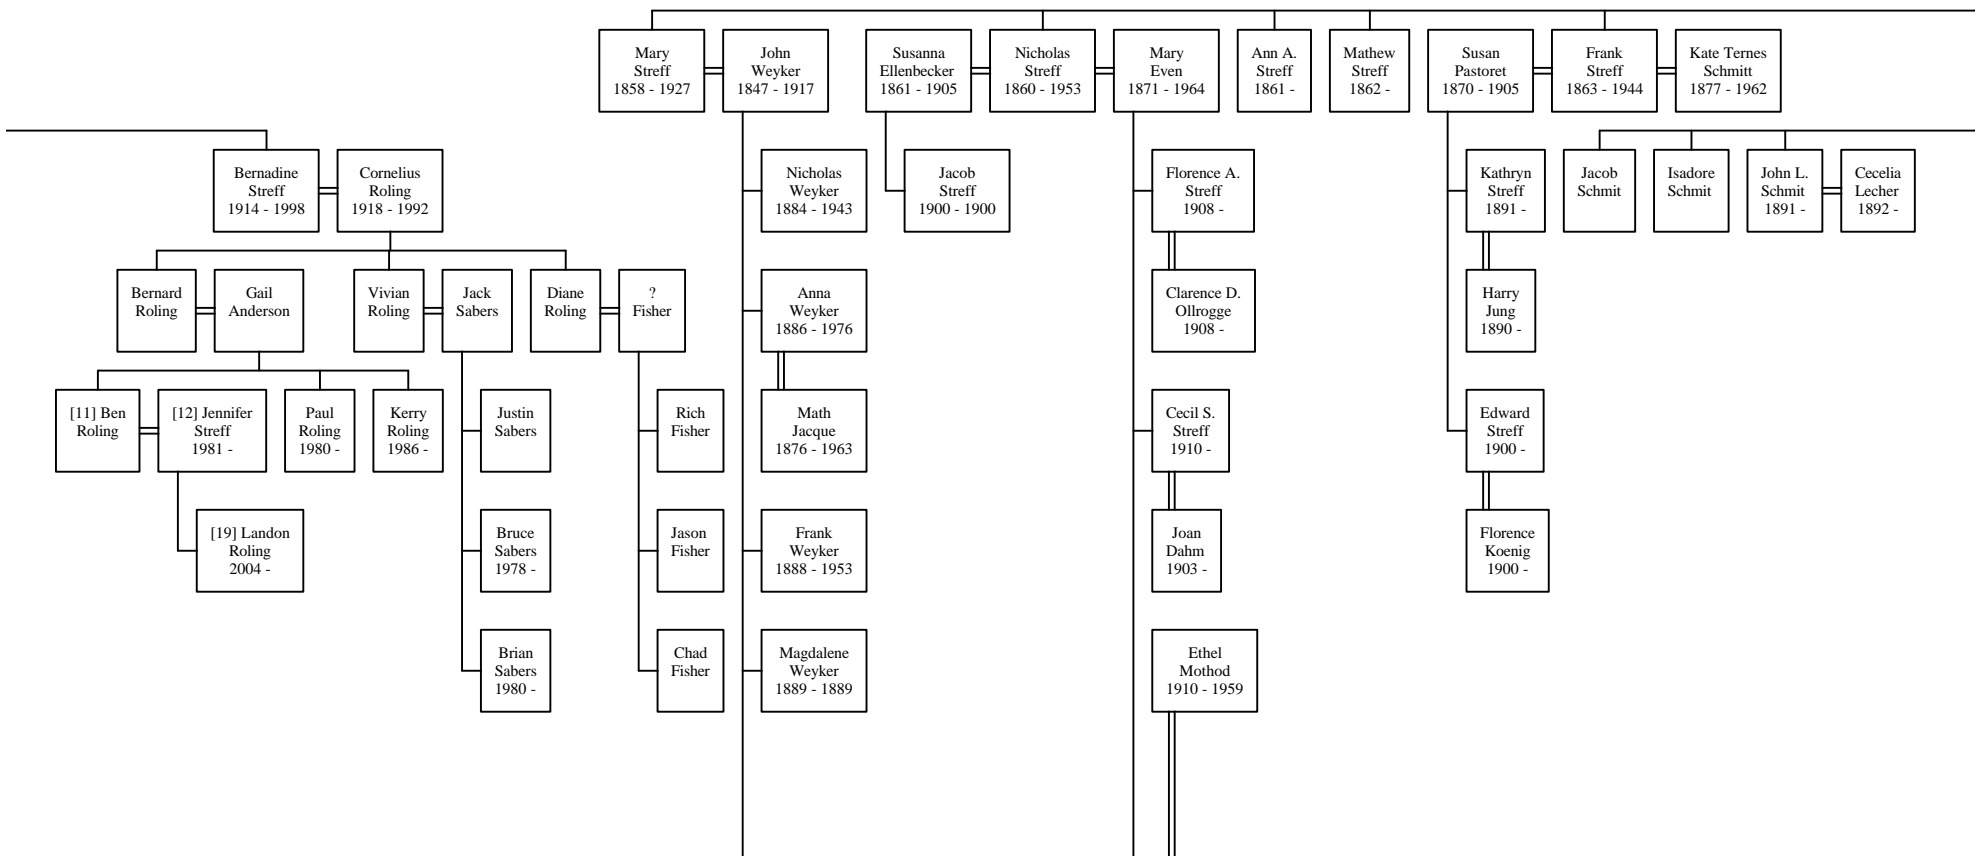 Mary
Streff
1858 - 1927
John
Weyker
1847 - 1917
Susanna
Ellenbecker
1861 - 1905
Nicholas
Streff
1860 - 1953
Mary
Even
1871 - 1964
Ann A.
Streff
1861 -
Mathew
Streff
1862 -
Susan
Pastoret
1870 - 1905
Frank
Streff
1863 - 1944
Kate Ternes
Schmitt
1877 - 1962
Bernadine
Streff
1914 - 1998
Cornelius
Roling
1918 - 1992
Nicholas
Weyker
1884 - 1943
Jacob
Streff
1900 - 1900
Florence A.
Streff
1908 -
Kathryn
Streff
1891 -
Jacob
Schmit
Isadore
Schmit
John L.
Schmit
1891 -
Cecelia
Lecher
1892 -
Bernard
Roling
Gail
Anderson
Vivian
Roling
Jack
Sabers
Diane
Roling
?
Fisher
Anna
Weyker
1886 - 1976
Clarence D.
Ollrogge
1908 -
Harry
Jung
1890 -
[11] Ben
Roling
[12] Jennifer
Streff
1981 -
Paul
Roling
1980 -
Kerry
Roling
1986 -
Justin
Sabers
Rich
Fisher
Math
Jacque
1876 - 1963
Cecil S.
Streff
1910 -
Edward
Streff
1900 -
[19] Landon
Roling
2004 -
Bruce
Sabers
1978 -
Jason
Fisher
Frank
Weyker
1888 - 1953
Joan
Dahm
1903 -
Florence
Koenig
1900 -
Brian
Sabers
1980 -
Chad
Fisher
Magdalene
Weyker
1889 - 1889
Ethel
Mothod
1910 - 1959